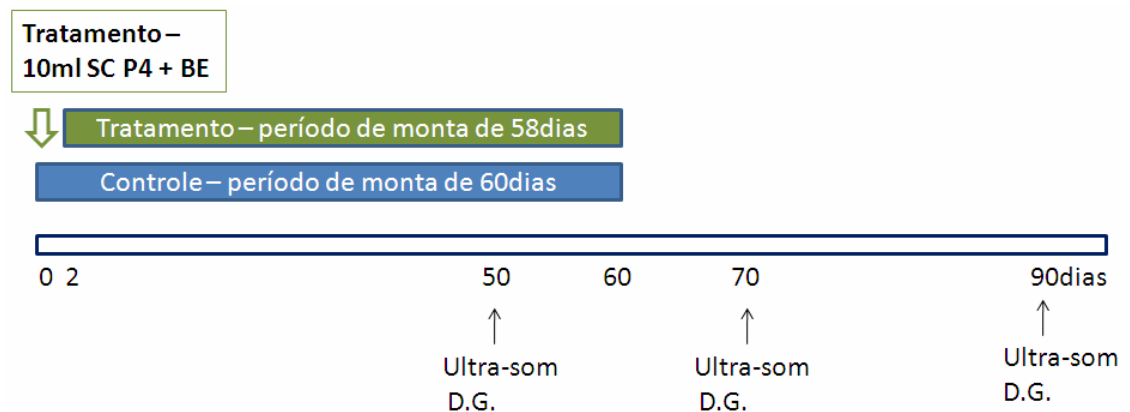 Tratamento –
10ml SC P4 + BE
Tratamento – período de monta de 58dias
Controle – período de monta de 60dias
0 2 50 60 70 90dias
Ultra-som Ultra-som Ultra-som
D.G. D.G. D.G.